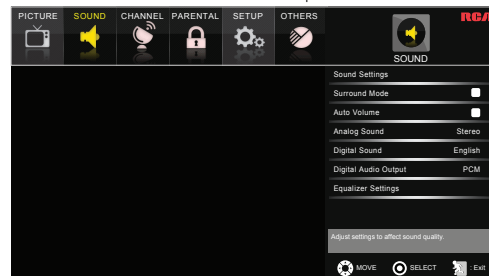 PICTURE SOUND CHANNEL PARENTAL SETUP OTHERS
RCA
SOUND
Sound Settings
Surround Mode
Auto Volume
Analog Sound Stereo
Digital Sound English
Digital Audio Output PCM
Equalizer Settings
Adjust settings to affect sound quality.
MOVE SELECT : Exit